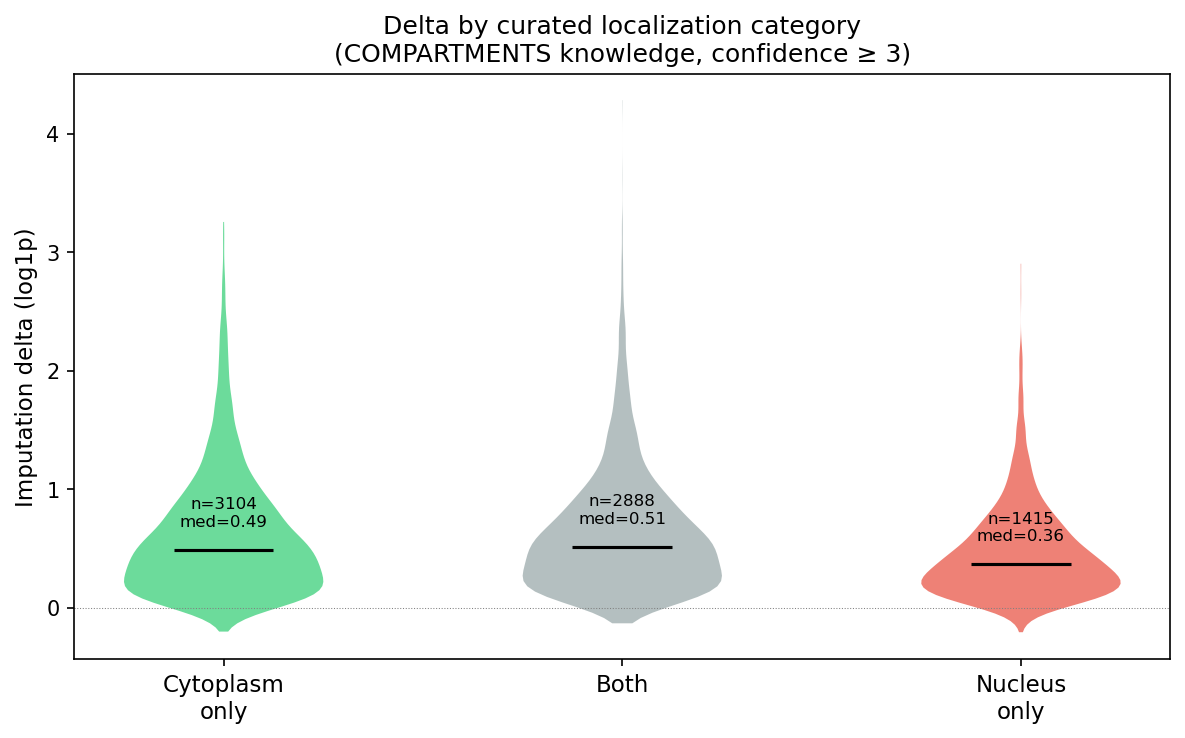 Delta by curated localization category
(COMPARTMENTS knowledge, confidence ≥ 3)
Imputation delta (log1p)
4
3
2
1
0
n=3104
med=0.49
n=2888
med=0.51
n=1415
med=0.36
Cytoplasm
only
Both
Nucleus
only